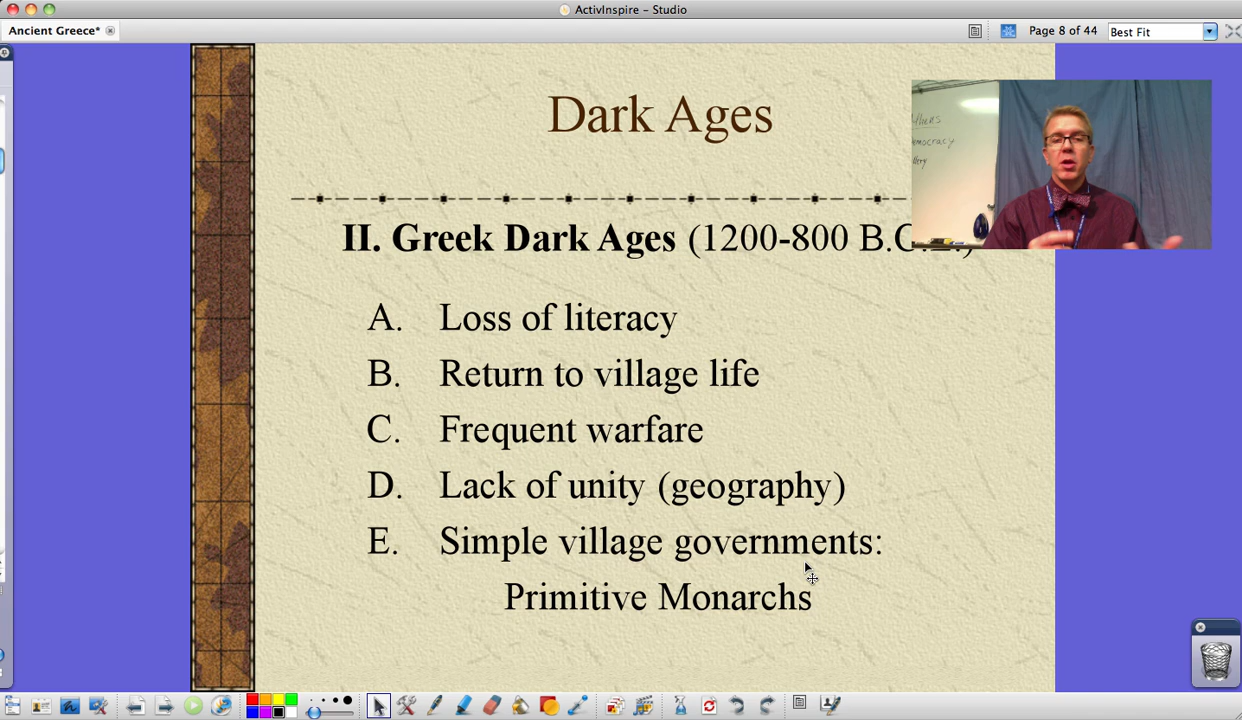 ActivInspire – Studio
Ancient Greece*
Page 8 of 44
Best Fit
Dark Ages
II. Greek Dark Ages (1200-800 B.C.E.)
A. Loss of literacy
B. Return to village life
C. Frequent warfare
D. Lack of unity (geography)
E. Simple village governments:
Primitive Monarchs